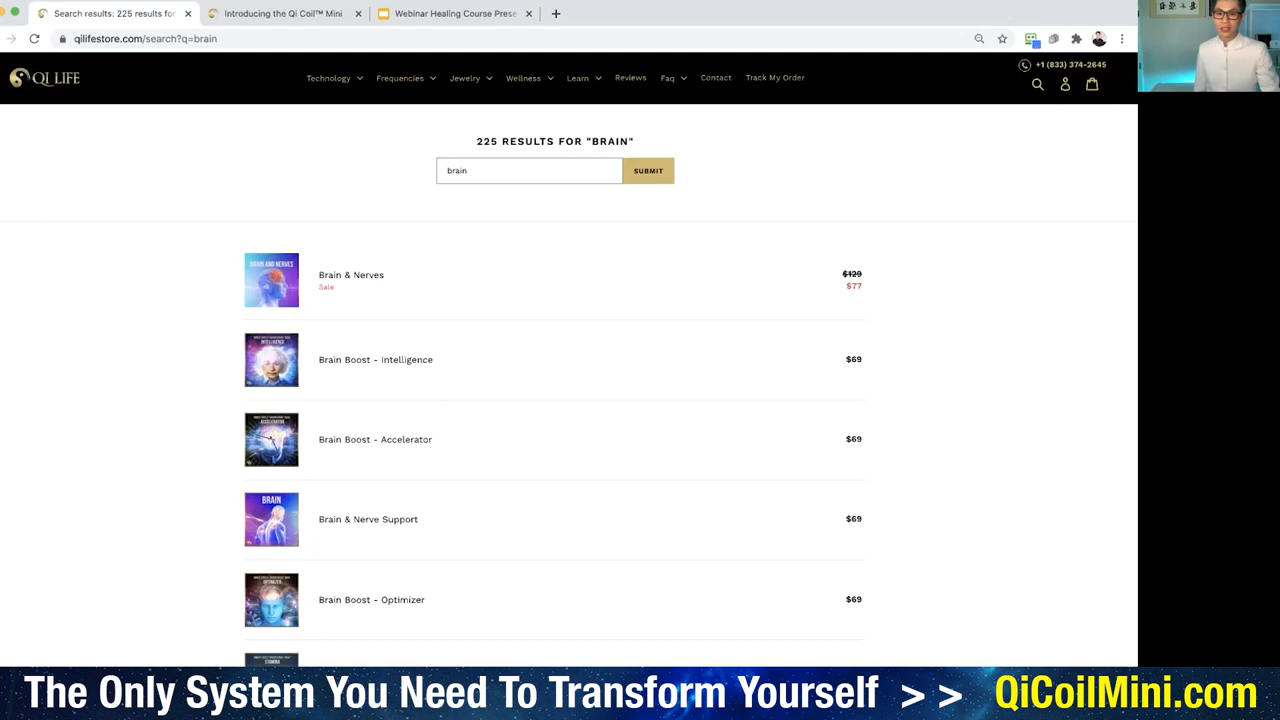 Search results: 225 results for
Introducing the Qi Coil™ Mini
Webinar Healing Course Prese
qilifestore.com/search?q=brain
QI LIFE
Technology
Frequencies
Jewelry
Wellness
Learn
Reviews
Faq
Contact
Track My Order
+1 (833) 374-2645
225 RESULTS FOR "BRAIN"
brain
SUBMIT
BRAIN AND NERVES
Brain & Nerves
$129
Sale
$77
INTELLIGENCE
Brain Boost - Intelligence
$69
ACCELERATOR
Brain Boost - Accelerator
$69
BRAIN
Brain & Nerve Support
$69
OPTIMIZER
Brain Boost - Optimizer
$69
STAMINA
The Only System You Need To Transform Yourself > > QiCoilMini.com